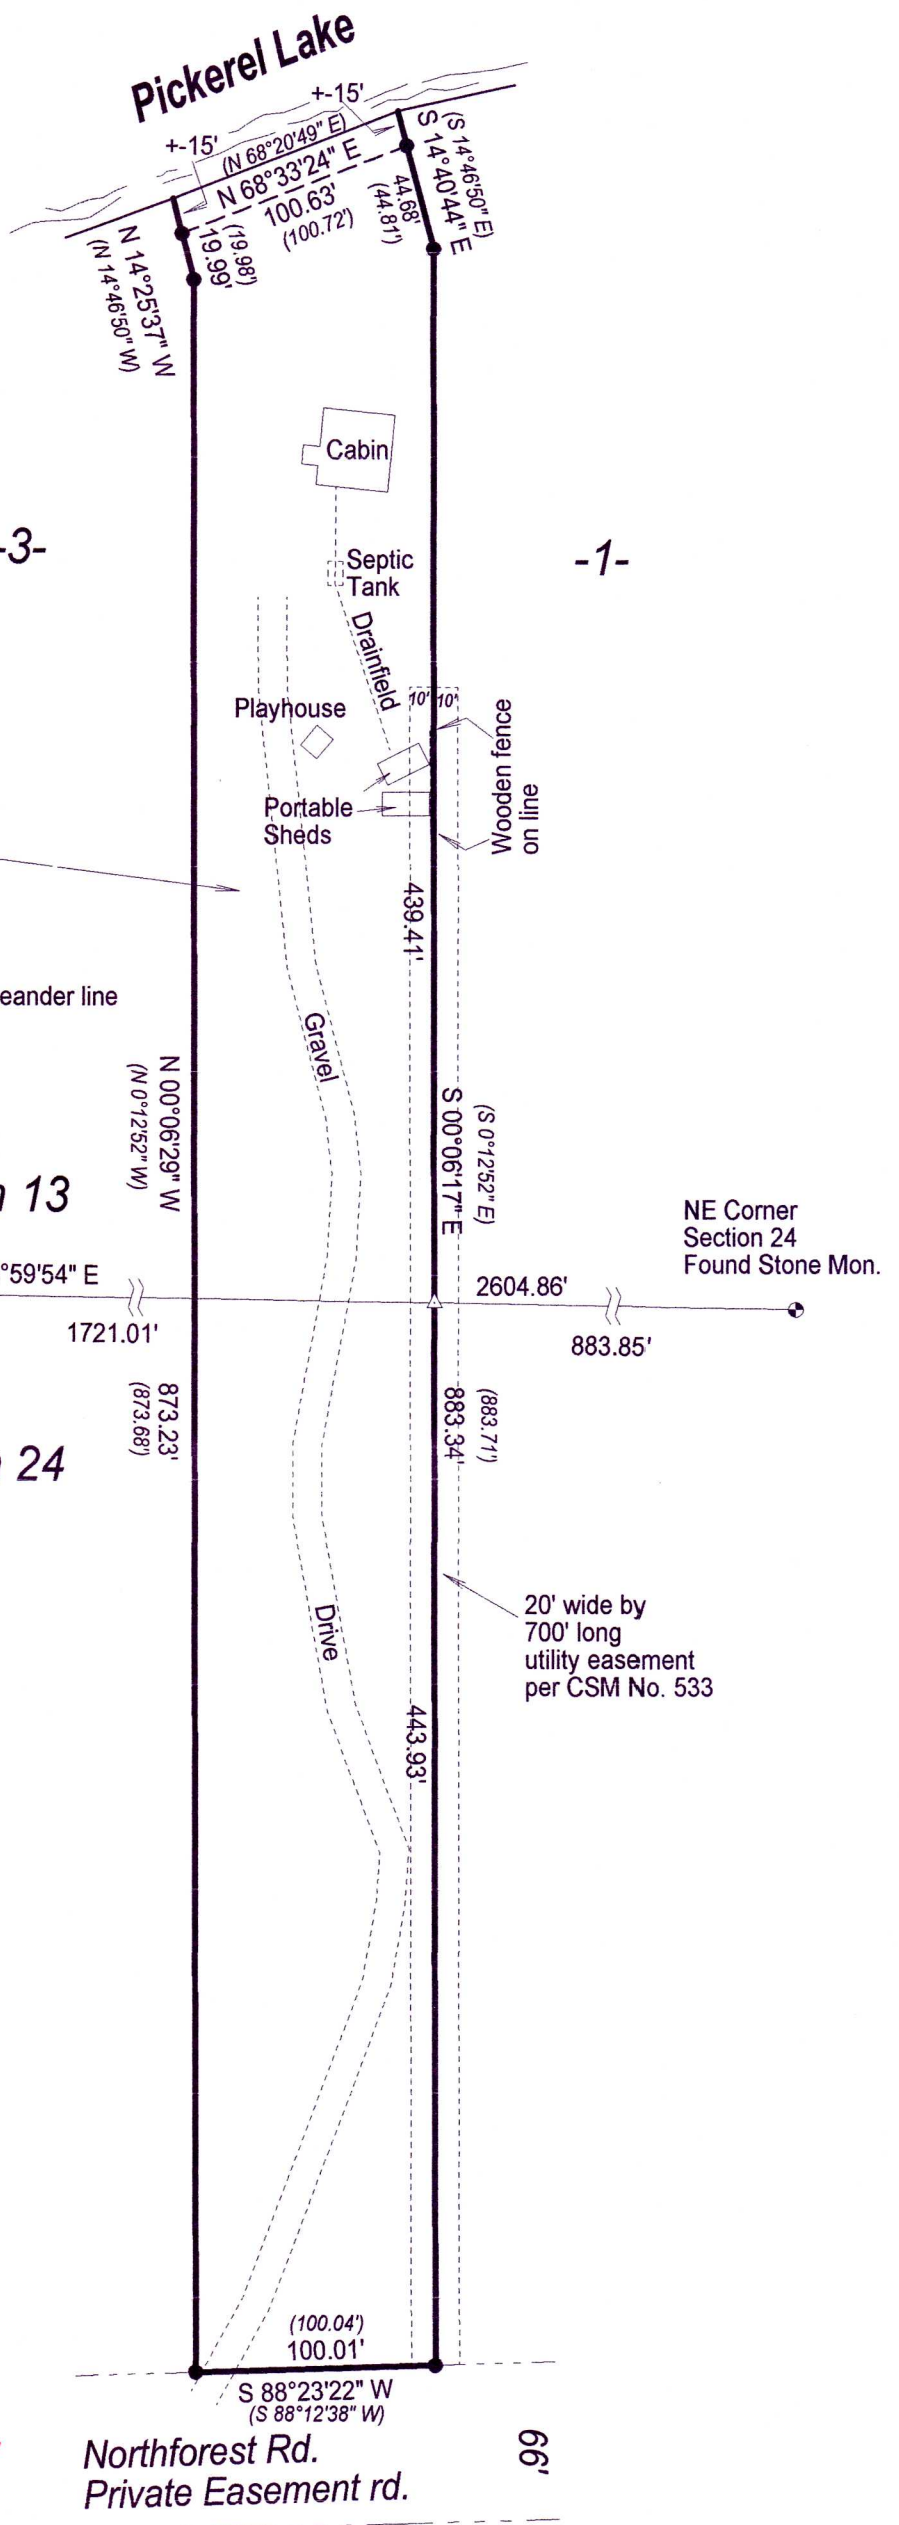 Pickerel Lake
+-15'
+-15'
(N 68°20'49" E)
N 68°33'24" E
100.63'
(100.72')
(S 14°46'50" E)
S 14°40'44" E
44.68'
(44.81')
(19.98')
19.99'
N 14°25'37" W
(N 14°46'50" W)
Cabin
-3-
-1-
Septic
Tank
Drainfield
10' 10'
Playhouse
Wooden fence
on line
Portable
Sheds
439.41'
eander line
Gravel
N 00°06'29" W
(N 0°12'52" W)
(S 0°12'52" E)
S 00°06'17" E
13
NE Corner
Section 24
Found Stone Mon.
°59'54" E
2604.86'
1721.01'
883.85'
873.23'
(873.68')
(883.71')
883.34'
24
20' wide by
700' long
utility easement
per CSM No. 533
Drive
443.93'
(100.04')
100.01'
S 88°23'22" W
(S 88°12'38" W)
Northforest Rd.
Private Easement rd.
66'